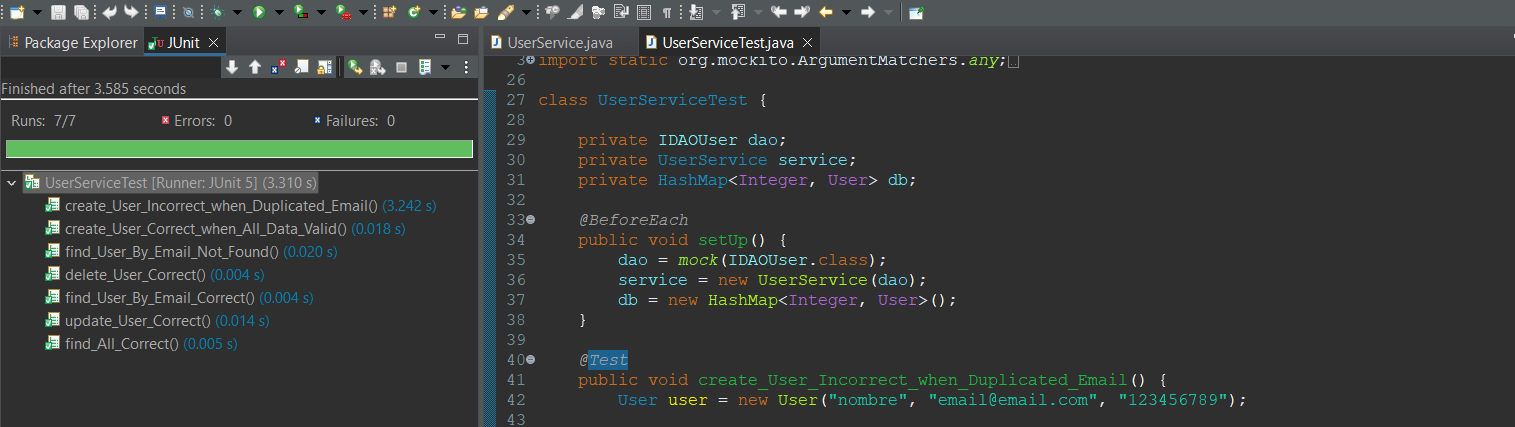 Package Explorer JUnit
Finished after 3.585 seconds
Runs: 7/7 Errors: 0 Failures: 0
UserServiceTest [Runner: JUnit 5] (3.310 s)
create_User_Incorrect_when_Duplicated_Email() (3.242 s)
create_User_Correct_when_All_Data_Valid() (0.018 s)
find_User_By_Email_Not_Found() (0.020 s)
delete_User_Correct() (0.004 s)
find_User_By_Email_Correct() (0.004 s)
update_User_Correct() (0.014 s)
find_All_Correct() (0.005 s)
UserService.java UserServiceTest.java
3 import static org.mockito.ArgumentMatchers.any;
26
27 class UserServiceTest {
28
29 private IDAOUser dao;
30 private UserService service;
31 private HashMap<Integer, User> db;
32
33 @BeforeEach
34 public void setUp() {
35 dao = mock(IDAOUser.class);
36 service = new UserService(dao);
37 db = new HashMap<Integer, User>();
38 }
39
40 @Test
41 public void create_User_Incorrect_when_Duplicated_Email() {
42 User user = new User("nombre", "email@email.com", "123456789");
43